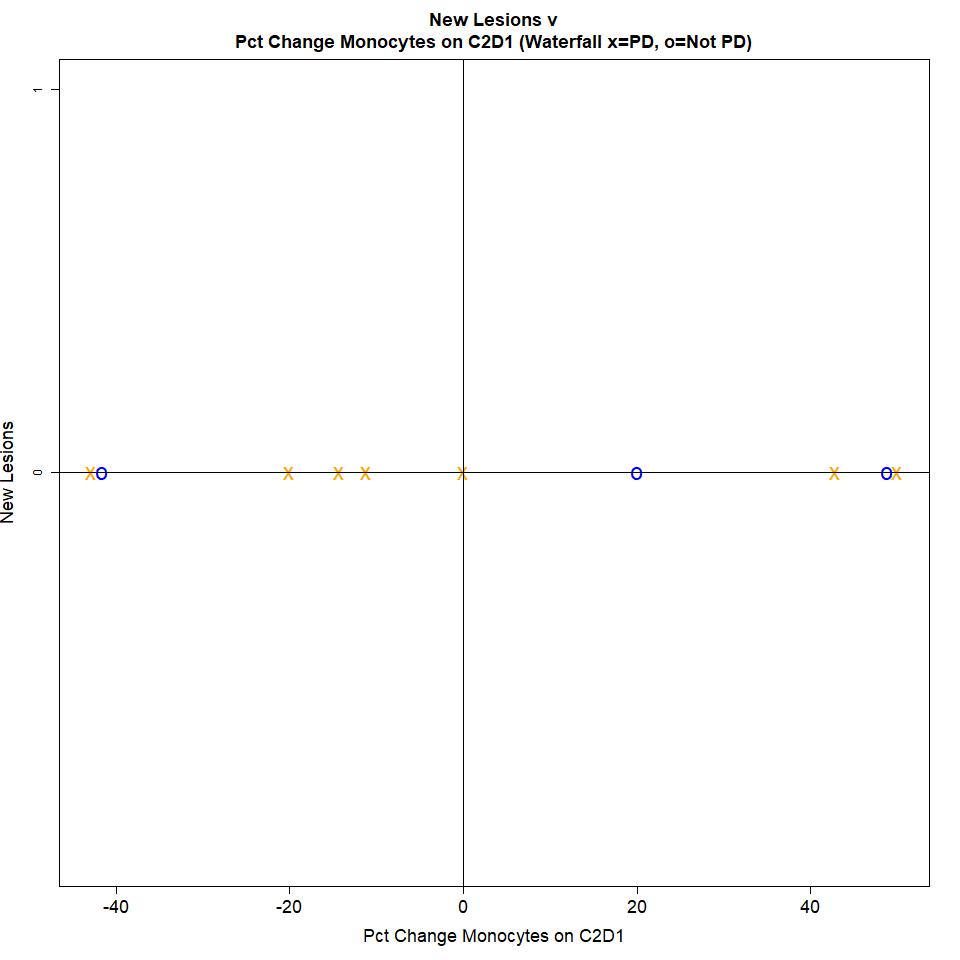 New Lesions v
Pct Change Monocytes on C2D1 (Waterfall x=PD, o=Not PD)
1
New Lesions
0
x o x x x x o x o x
-40 -20 0 20 40
Pct Change Monocytes on C2D1